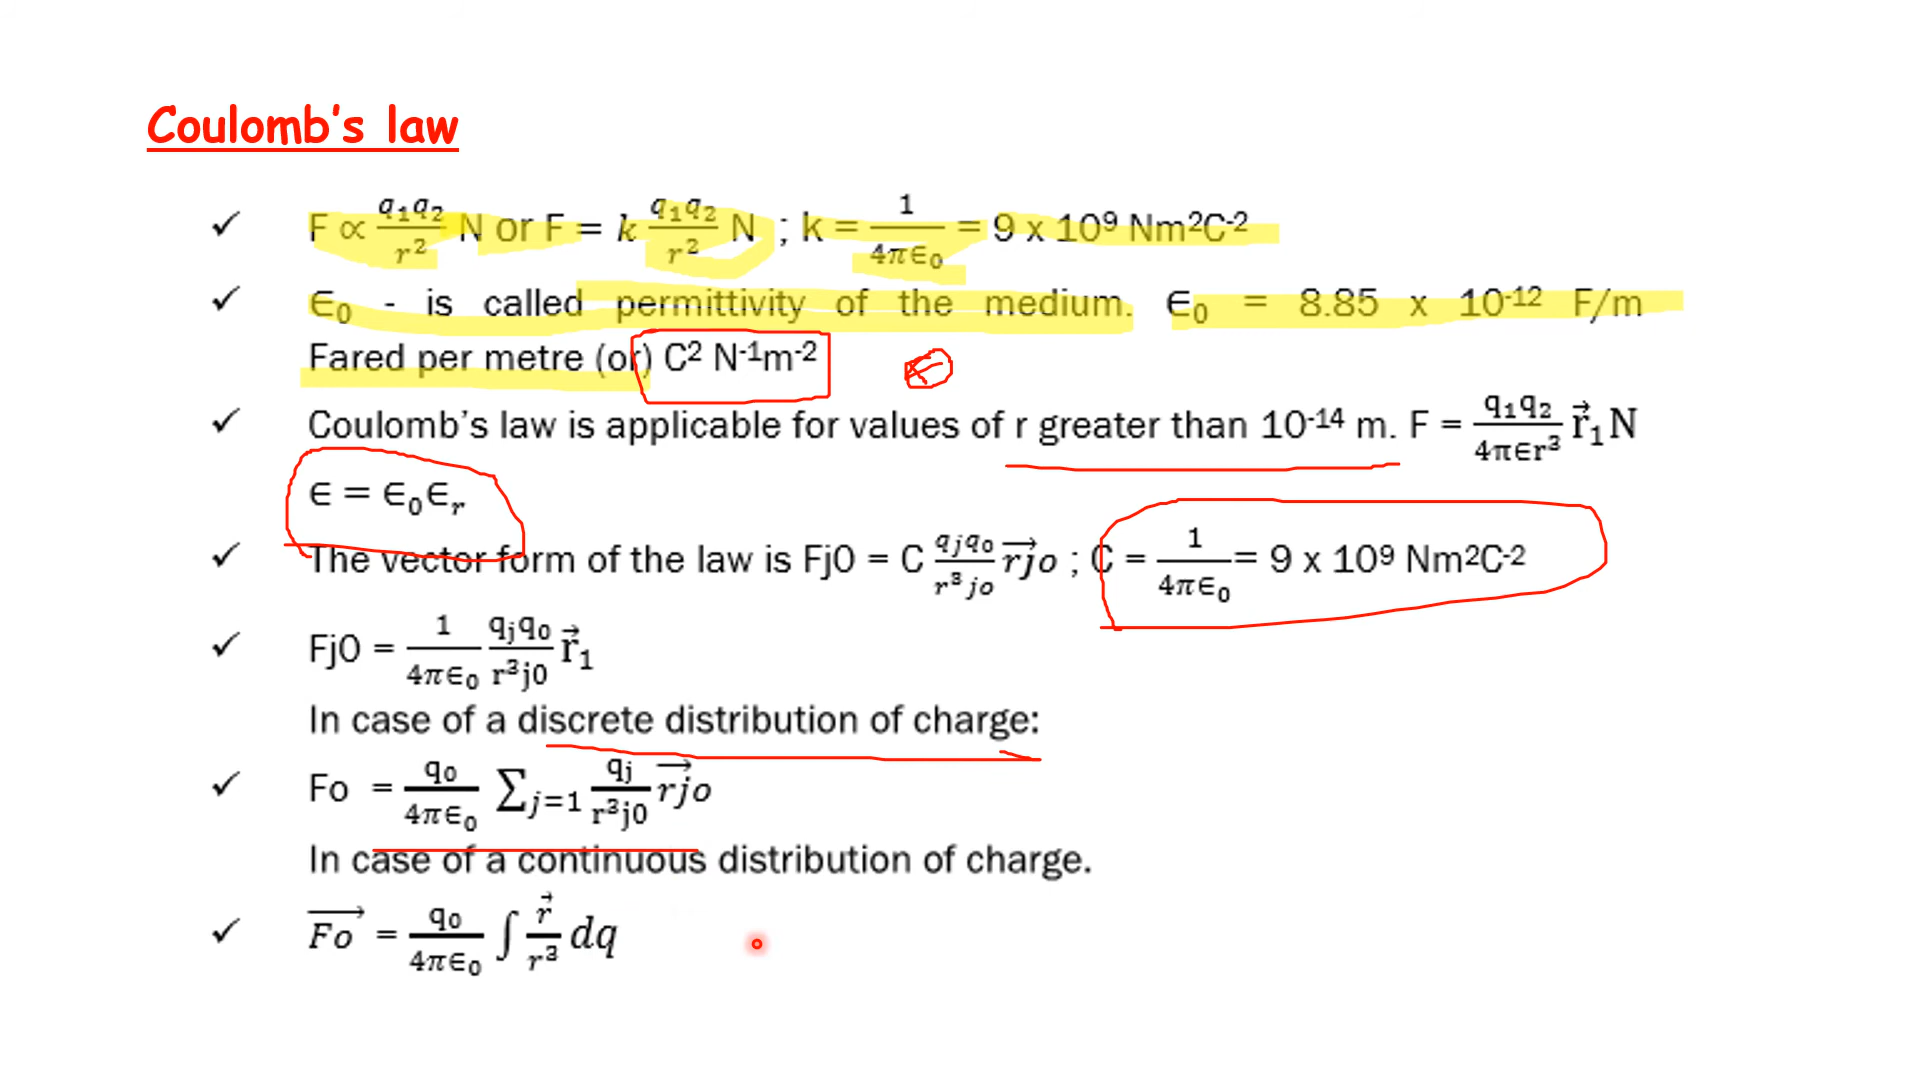 Coulomb's law
✓ F ∝ q₁q₂/r² N or F = k q₁q₂/r² N ; k = 1/4πϵ₀ = 9 x 10⁹ Nm²C⁻²
✓ ϵ₀ - is called permittivity of the medium. ϵ₀ = 8.85 x 10⁻¹² F/m
Fared per metre (or) C² N⁻¹m⁻²
✓ Coulomb's law is applicable for values of r greater than 10⁻¹⁴ m. F = q₁q₂/4πϵr³ r⃗₁N
ϵ = ϵ₀ϵᵣ
✓ The vector form of the law is Fj0 = C qⱼq₀/r³jo r⃗jo ; C = 1/4πϵ₀ = 9 x 10⁹ Nm²C⁻²
✓ Fj0 = 1/4πϵ₀ qⱼq₀/r³j0 r⃗₁
In case of a discrete distribution of charge:
✓ Fo = q₀/4πϵ₀ ∑ⱼ₌₁ qⱼ/r³j0 r⃗jo
In case of a continuous distribution of charge.
✓ F⃗o = q₀/4πϵ₀ ∫ r⃗/r³ dq